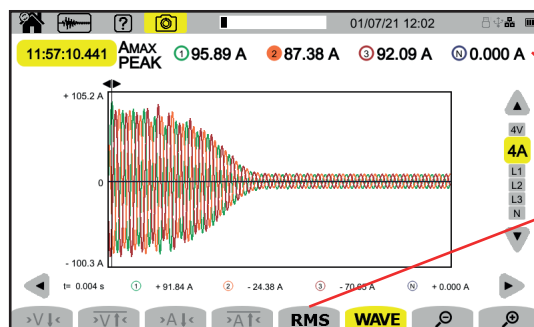 ? 01/07/21 12:02
11:57:10.441 AMAX PEAK 1 95.89 A 2 87.38 A 3 92.09 A N 0.000 A
+ 105.2 A
0
- 100.3 A
4V
4A
L1
L2
L3
N
t= 0.004 s 1 + 91.84 A 2 - 24.38 A 3 - 70.05 A N + 0.000 A
>V↓< >V↑< >A↓< >A↑< RMS WAVE